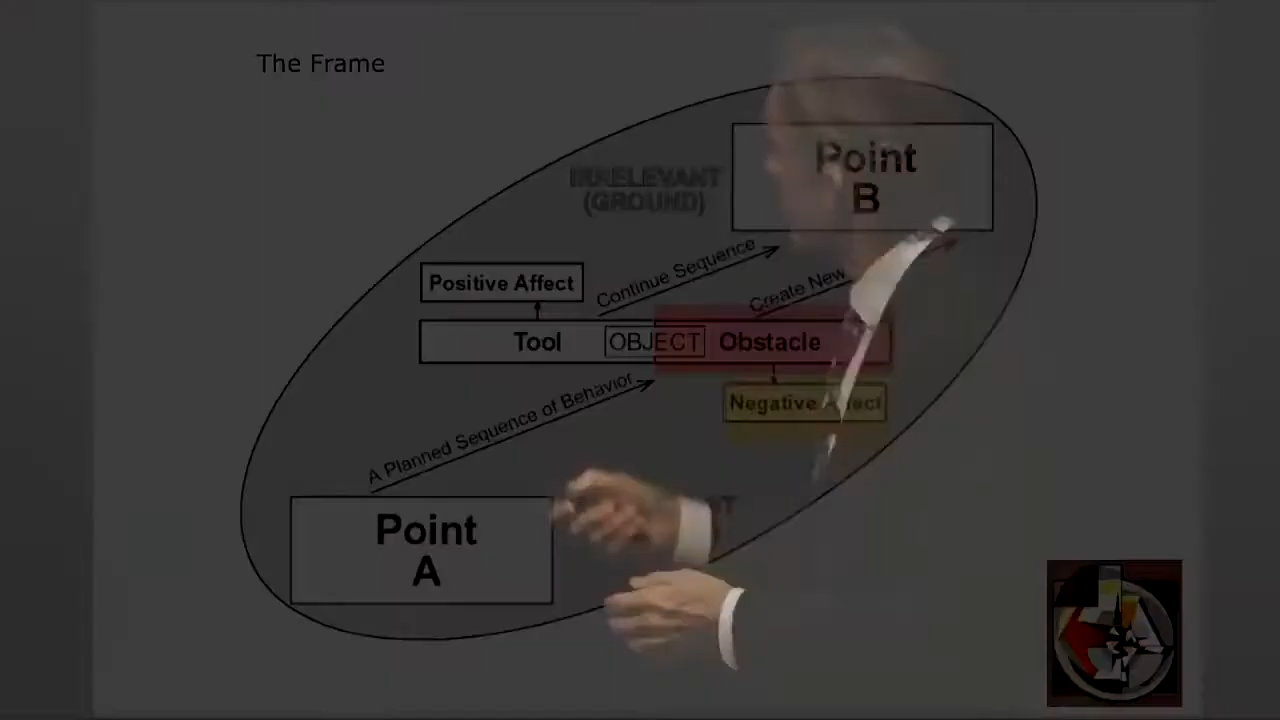 The Frame
Point
B
IRRELEVANT
(GROUND)
Continue Sequence
Create New
Positive Affect
Tool
OBJECT
Obstacle
Negative
A Planned Sequence of Behavior
Point
A